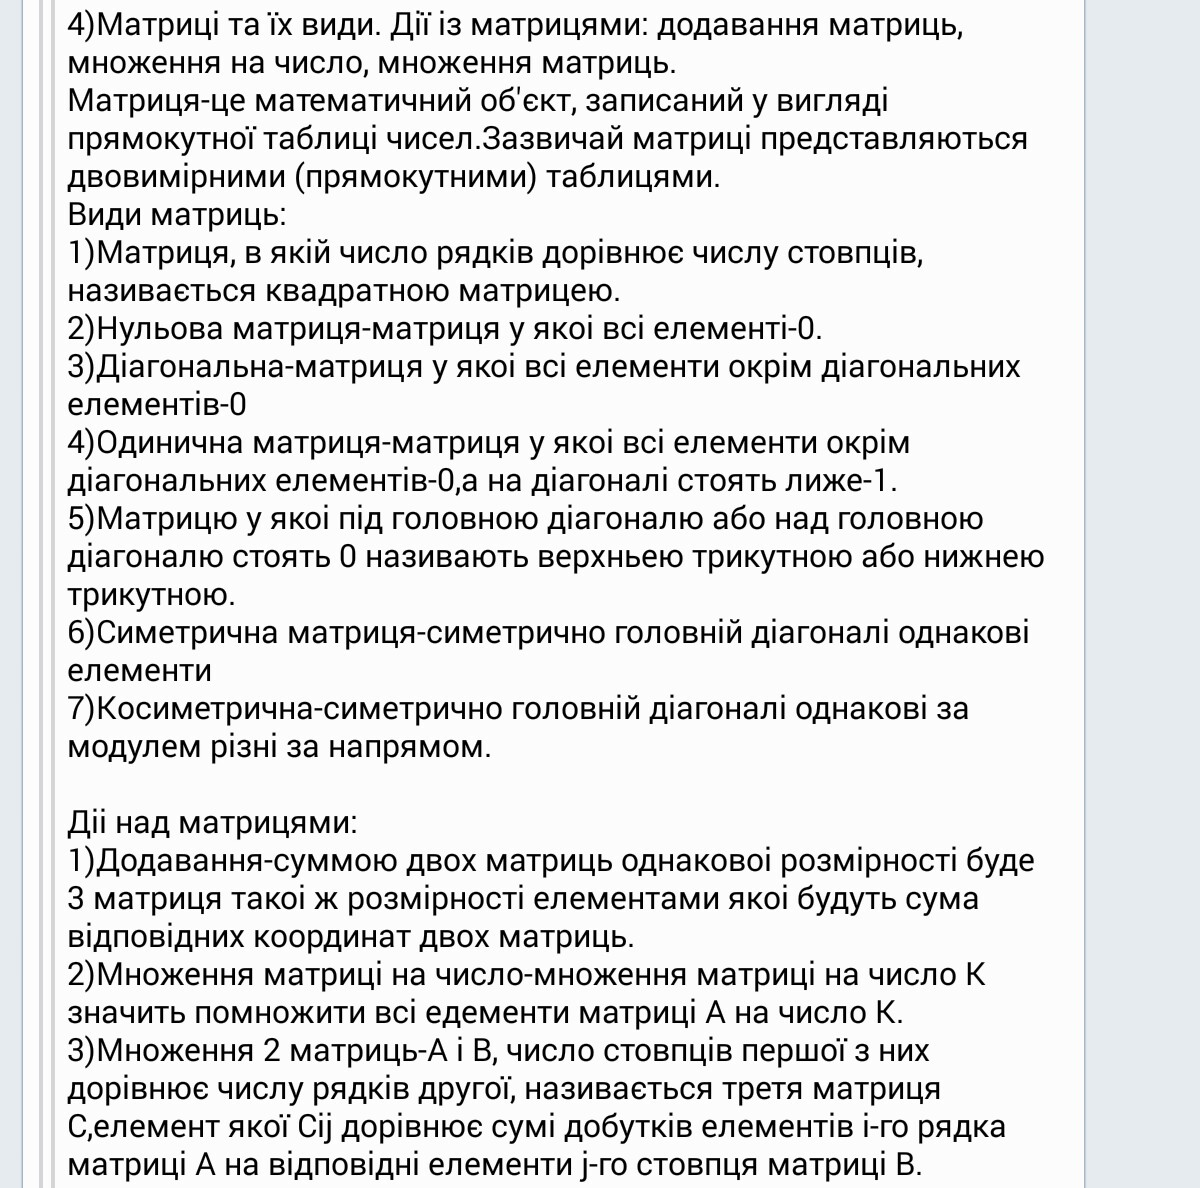 4)Матриці та їх види. Дії із матрицями: додавання матриць,
множення на число, множення матриць.
Матриця-це математичний об'єкт, записаний у вигляді
прямокутної таблиці чисел.Зазвичай матриці представляються
двовимірними (прямокутними) таблицями.
Види матриць:
1)Матриця, в якій число рядків дорівнює числу стовпців,
називається квадратною матрицею.
2)Нульова матриця-матриця у якоі всі елементі-0.
3)Діагональна-матриця у якоі всі елементи окрім діагональних
елементів-0
4)Одинична матриця-матриця у якоі всі елементи окрім
діагональних елементів-0,а на діагоналі стоять лиже-1.
5)Матрицю у якоі під головною діагоналю або над головною
діагоналю стоять 0 називають верхньею трикутною або нижнею
трикутною.
6)Симетрична матриця-симетрично головній діагоналі однакові
елементи
7)Косиметрична-симетрично головній діагоналі однакові за
модулем різні за напрямом.
Діі над матрицями:
1)Додавання-суммою двох матриць однаковоі розмірності буде
3 матриця такоі ж розмірності елементами якоі будуть сума
відповідних координат двох матриць.
2)Множення матриці на число-множення матриці на число К
значить помножити всі едементи матриці А на число К.
3)Множення 2 матриць-А і В, число стовпців першої з них
дорівнює числу рядків другої, називається третя матриця
С,елемент якої Сij дорівнює сумі добутків елементів і-го рядка
матриці А на відповідні елементи j-го стовпця матриці В.